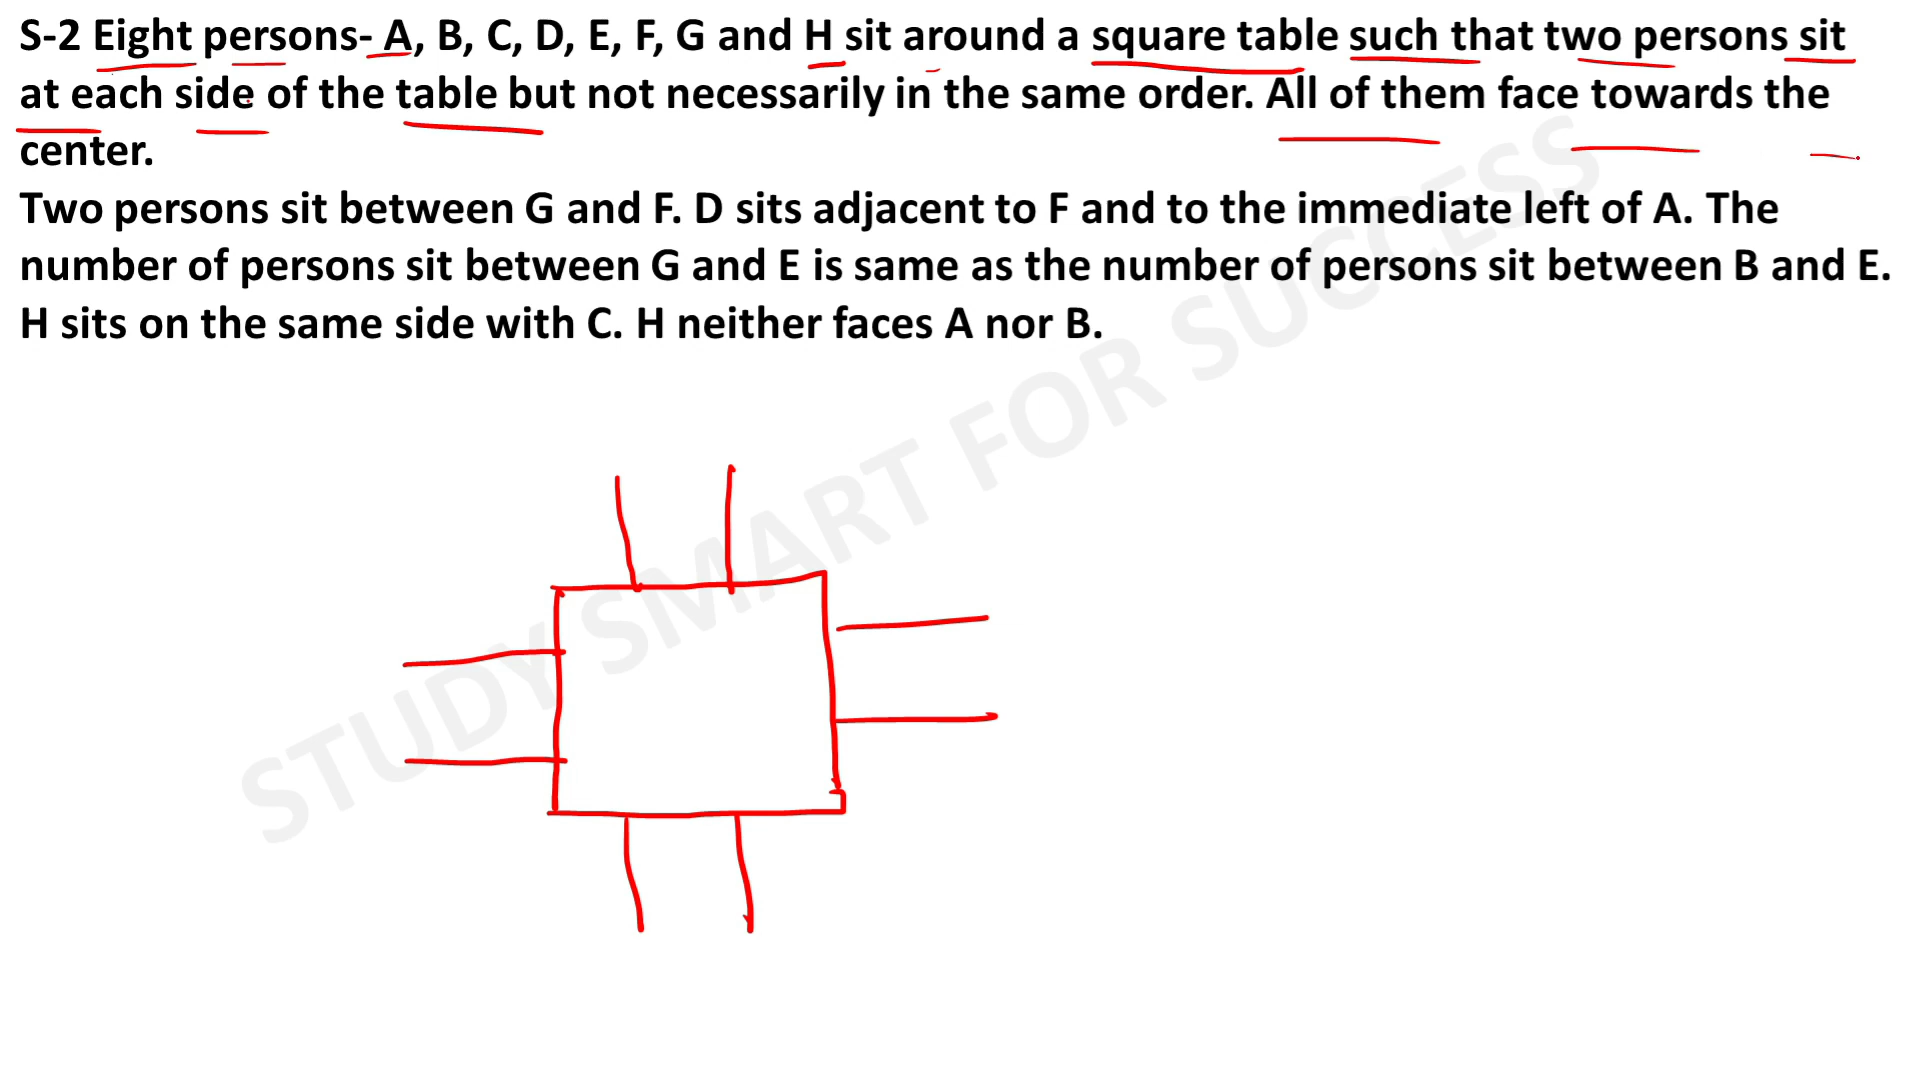 S-2 Eight persons- A, B, C, D, E, F, G and H sit around a square table such that two persons sit
at each side of the table but not necessarily in the same order. All of them face towards the
center.
Two persons sit between G and F. D sits adjacent to F and to the immediate left of A. The
number of persons sit between G and E is same as the number of persons sit between B and E.
H sits on the same side with C. H neither faces A nor B.
STUDY SMART FOR SUCCESS